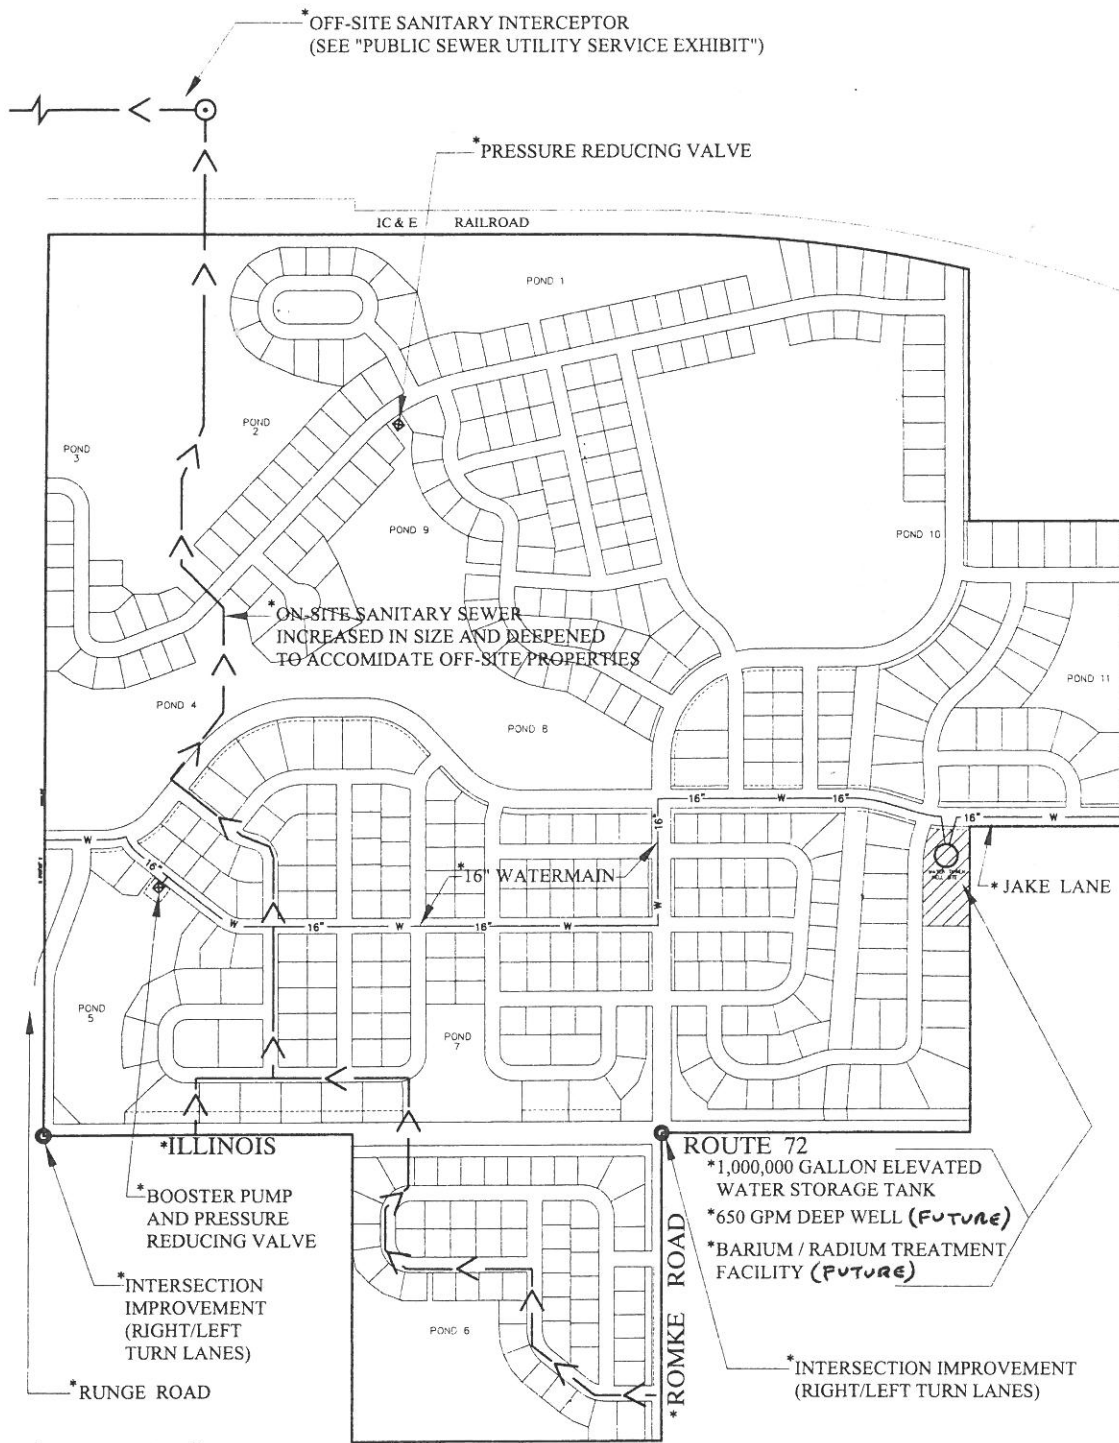 *OFF-SITE SANITARY INTERCEPTOR
(SEE "PUBLIC SEWER UTILITY SERVICE EXHIBIT")
*PRESSURE REDUCING VALVE
IC & E RAILROAD
POND 1
POND
2
POND
3
POND 9
POND 10
*ON-SITE SANITARY SEWER
INCREASED IN SIZE AND DEEPENED
TO ACCOMIDATE OFF-SITE PROPERTIES
POND 11
POND 4
POND 8
16" W 16"
16"
16" W
W
16"
*16" WATERMAIN
*JAKE LANE
W 16" W 16" W
W
POND
5
POND
7
*ILLINOIS
ROUTE 72
*1,000,000 GALLON ELEVATED
WATER STORAGE TANK
*650 GPM DEEP WELL (FUTURE)
*BARIUM / RADIUM TREATMENT
FACILITY (FUTURE)
*BOOSTER PUMP
AND PRESSURE
REDUCING VALVE
*INTERSECTION
IMPROVEMENT
(RIGHT/LEFT
TURN LANES)
*ROMKE ROAD
POND 6
*RUNGE ROAD
*INTERSECTION IMPROVEMENT
(RIGHT/LEFT TURN LANES)